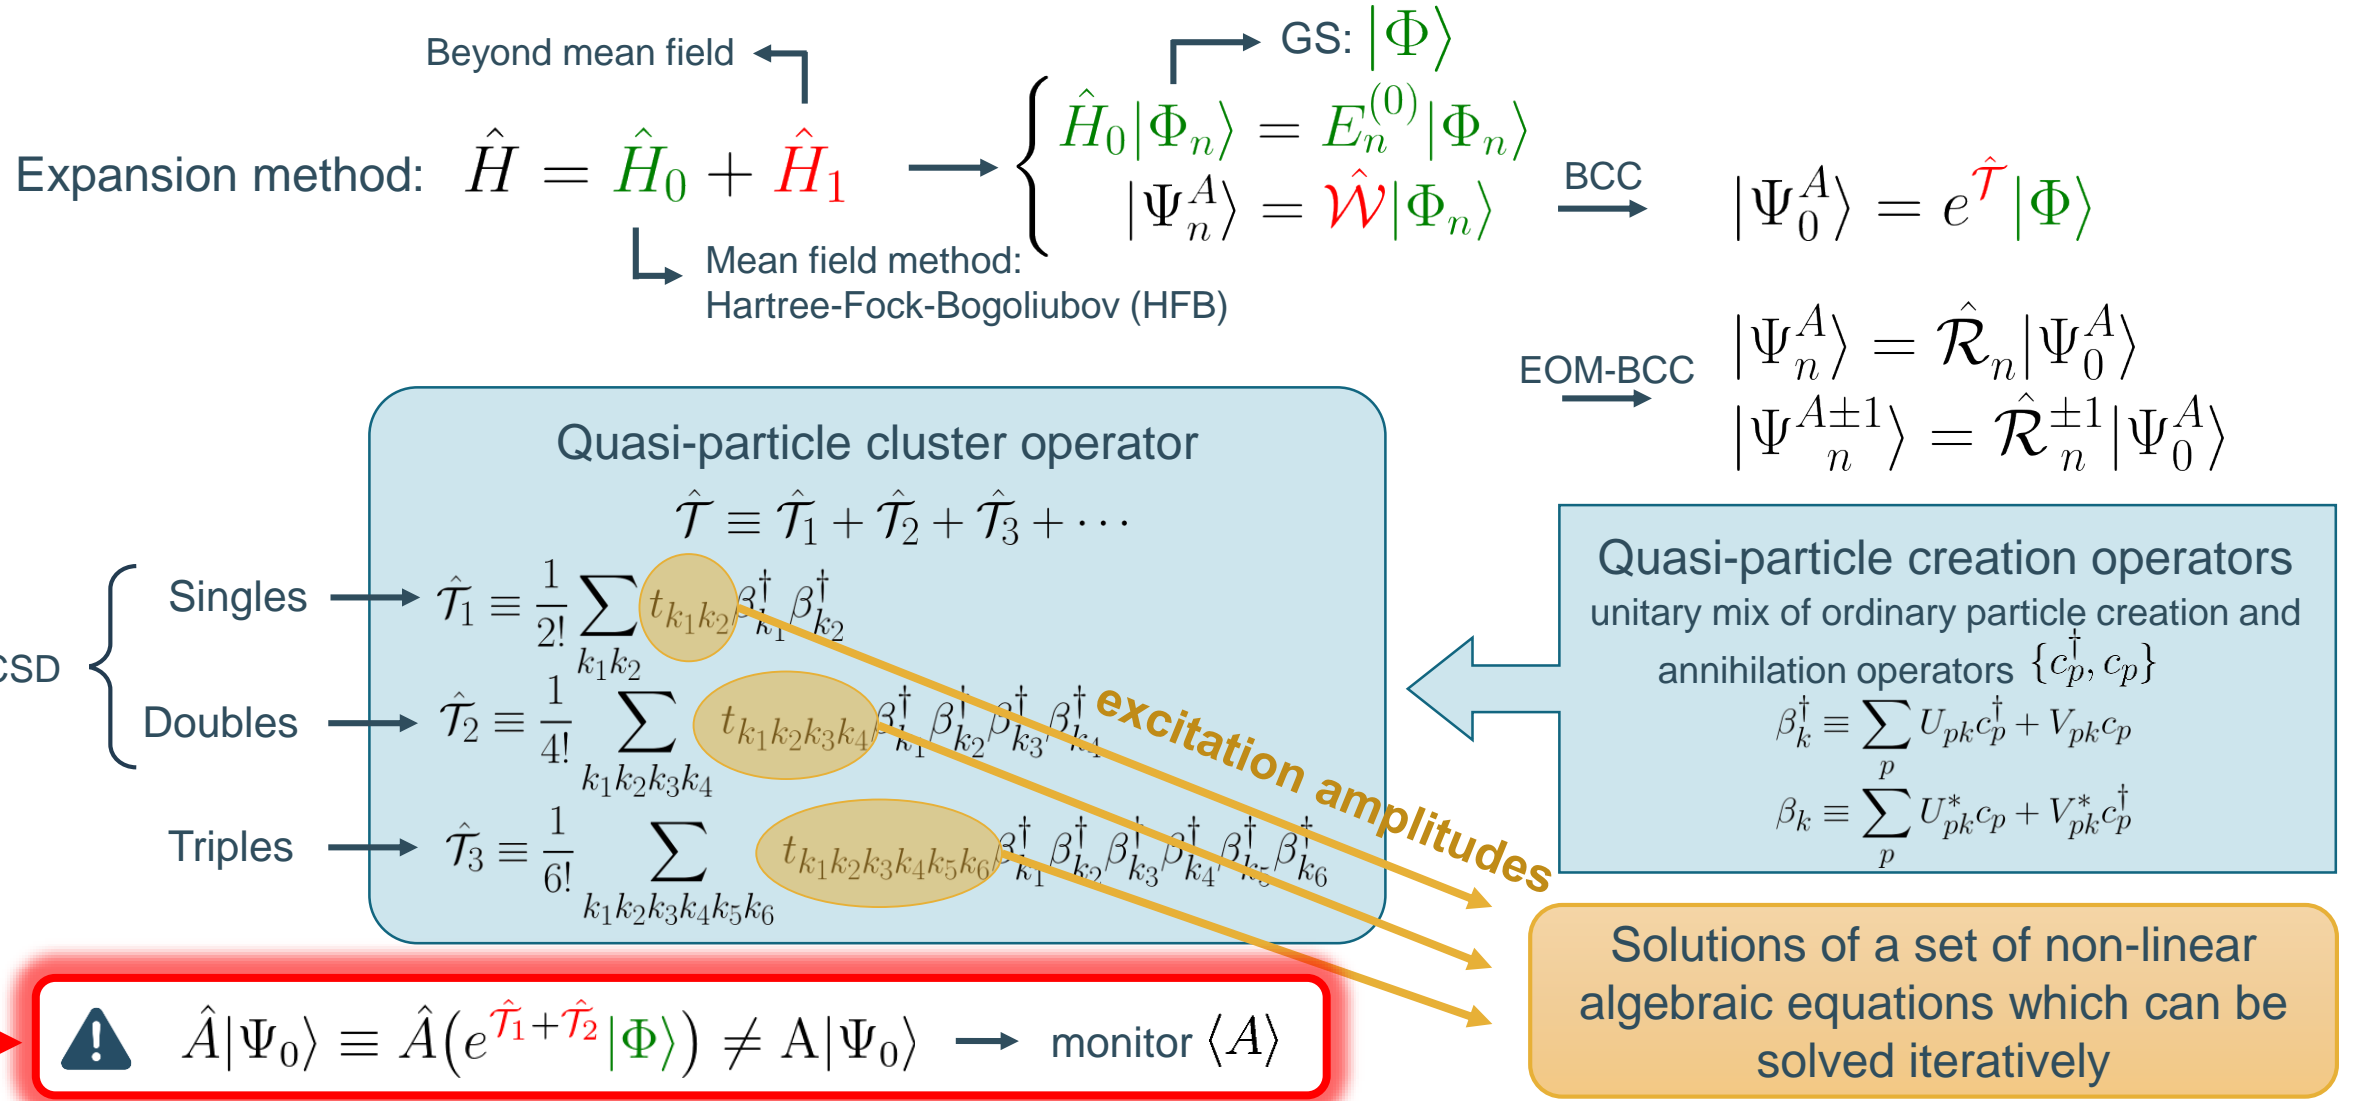 Beyond mean field
GS: |Φ⟩
Expansion method: Ĥ = Ĥ₀ + Ĥ₁
Ĥ₀|Φₙ⟩ = Eₙ⁽⁰⁾|Φₙ⟩
|Ψₙᴬ⟩ = 𝒲̂|Φₙ⟩
BCC
|Ψ₀ᴬ⟩ = e^𝒯̂|Φ⟩
Mean field method:
Hartree-Fock-Bogoliubov (HFB)
EOM-BCC
|Ψₙᴬ⟩ = ℛ̂ₙ|Ψ₀ᴬ⟩
|Ψₙᴬ±¹⟩ = ℛ̂ₙ±¹|Ψ₀ᴬ⟩
Quasi-particle cluster operator
𝒯̂ ≡ 𝒯̂₁ + 𝒯̂₂ + 𝒯̂₃ + ⋯
CSD
Singles
𝒯̂₁ ≡ 1/2! ∑_{k₁k₂} t_{k₁k₂} β†_{k₁} β†_{k₂}
Doubles
𝒯̂₂ ≡ 1/4! ∑_{k₁k₂k₃k₄} t_{k₁k₂k₃k₄} β†_{k₁} β†_{k₂} β†_{k₃} β†_{k₄}
Triples
𝒯̂₃ ≡ 1/6! ∑_{k₁k₂k₃k₄k₅k₆} t_{k₁k₂k₃k₄k₅k₆} β†_{k₁} β†_{k₂} β†_{k₃} β†_{k₄} β†_{k₅} β†_{k₆}
excitation amplitudes
Quasi-particle creation operators
unitary mix of ordinary particle creation and
annihilation operators {c†_p, c_p}
β†_k ≡ ∑_p U_{pk} c†_p + V_{pk} c_p
β_k ≡ ∑_p U*_{pk} c_p + V*_{pk} c†_p
Solutions of a set of non-linear
algebraic equations which can be
solved iteratively
! Â|Ψ₀⟩ ≡ Â(e^{𝒯̂₁+𝒯̂₂}|Φ⟩) ≠ A|Ψ₀⟩ → monitor ⟨A⟩